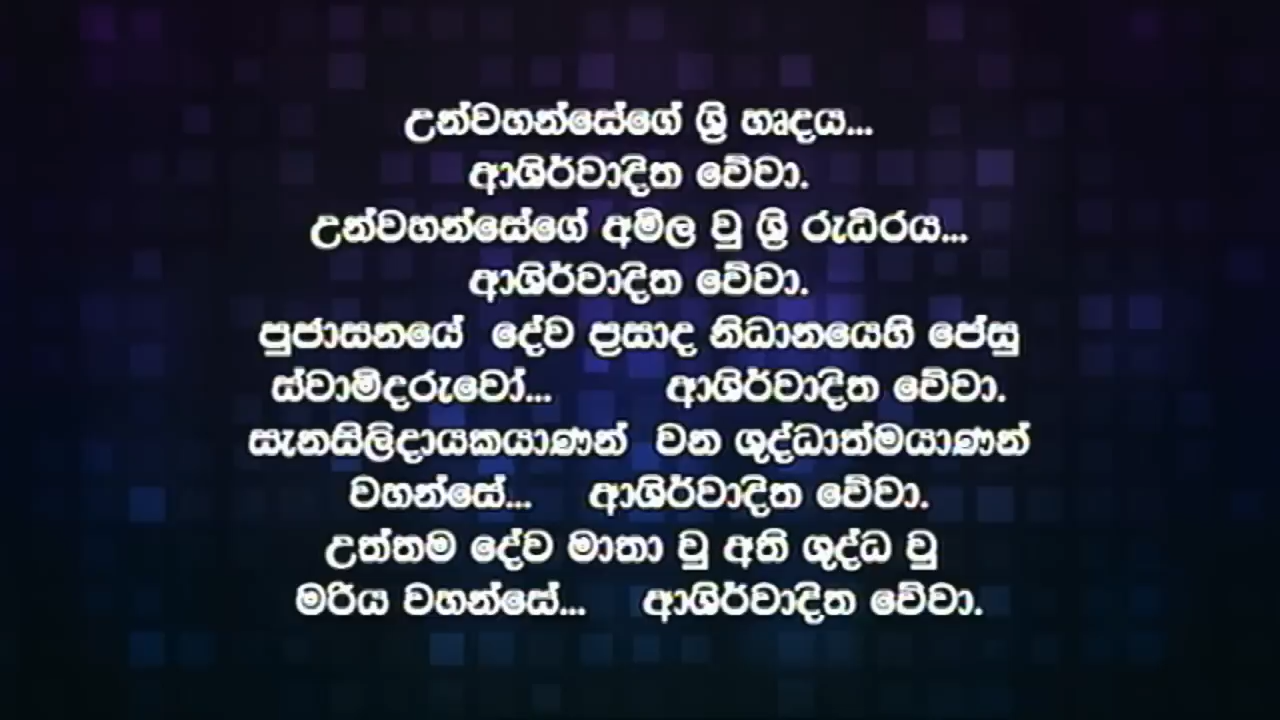 උන්වහන්සේගේ ශ්‍රි හෘදය...
ආශිර්වාදිත වේවා.
උන්වහන්සේගේ අමිල වු ශ්‍රි රුධිරය...
ආශිර්වාදිත වේවා.
පුජාසනයේ දේව ප්‍රසාද නිධානයෙහි ජේසු
ස්වාමිදරුවෝ... ආශිර්වාදිත වේවා.
සැනසිලිදායකයාණන් වන ශුද්ධාත්මයාණන්
වහන්සේ... ආශිර්වාදිත වේවා.
උත්තම දේව මාතා වු අති ශුද්ධ වු
මරිය වහන්සේ... ආශිර්වාදිත වේවා.